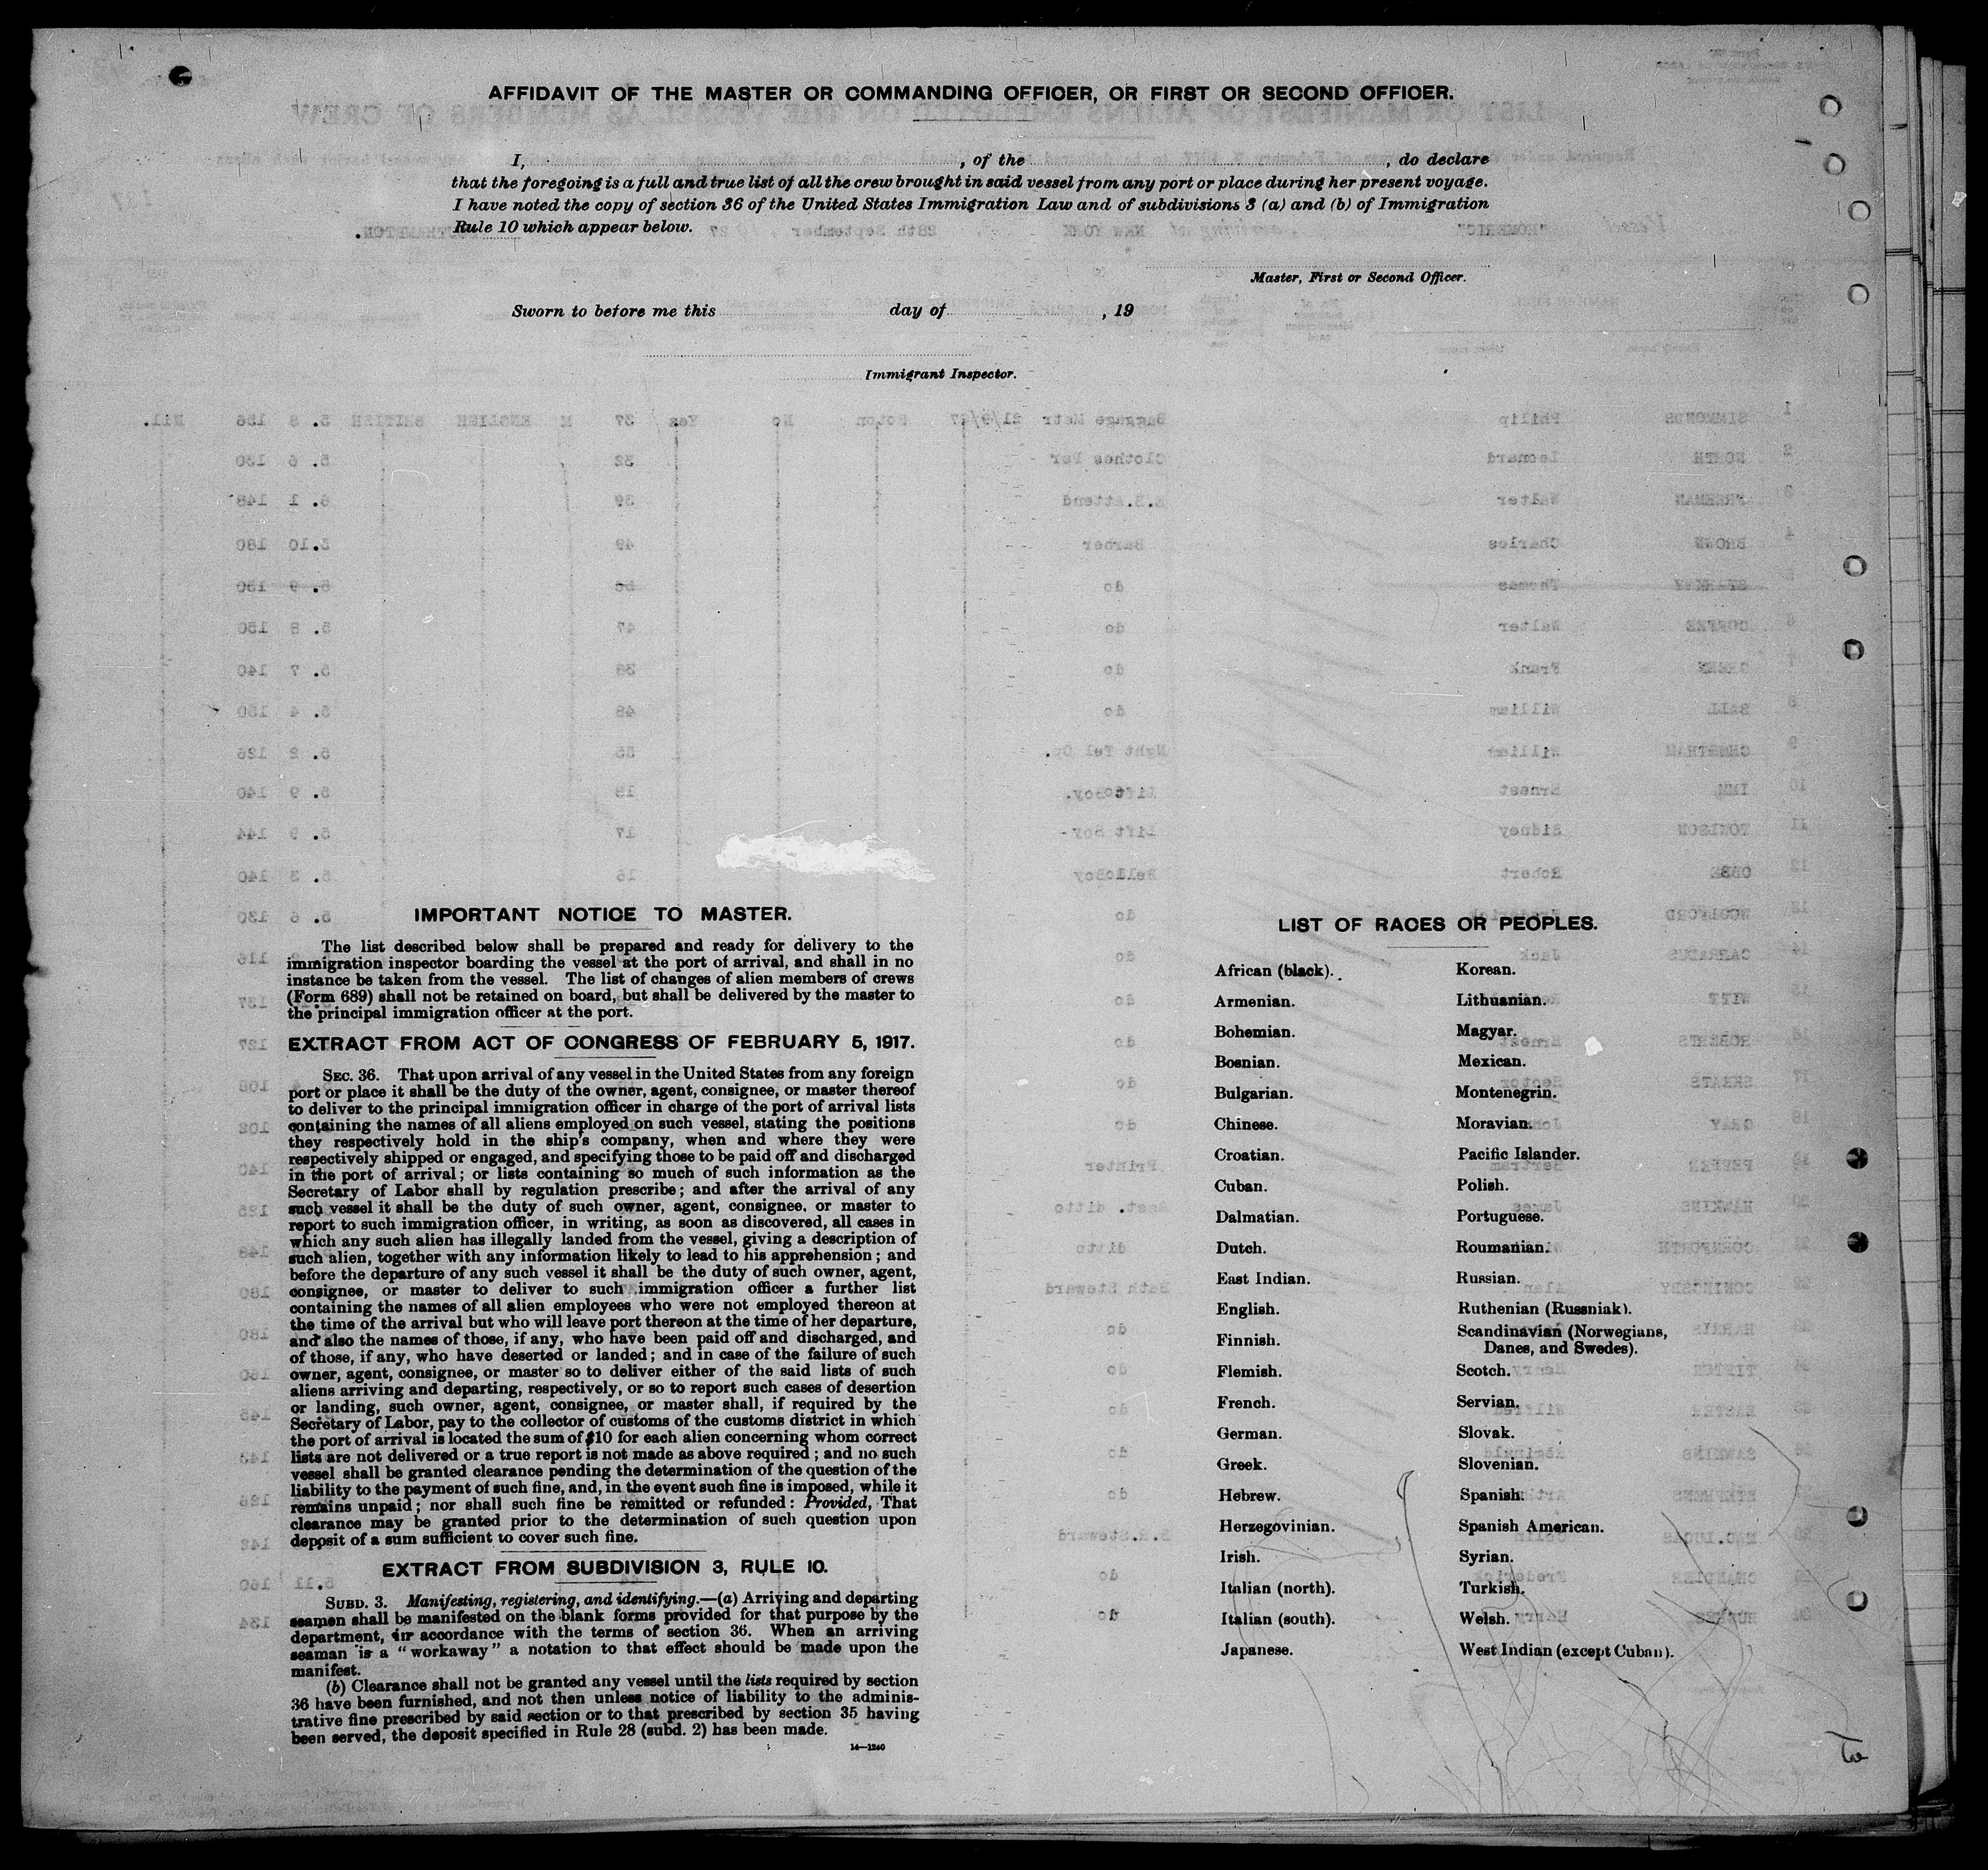 AFFIDAVIT OF THE MASTER OR COMMANDING OFFICER, OR FIRST OR SECOND OFFICER.
I, , of the , do declare
that the foregoing is a full and true list of all the crew brought in said vessel from any port or place during her present voyage.
I have noted the copy of section 36 of the United States Immigration Law and of subdivisions 3 (a) and (b) of Immigration
Rule 10 which appear below.
Master, First or Second Officer.
Sworn to before me this day of , 19
Immigrant Inspector.
IMPORTANT NOTICE TO MASTER.
The list described below shall be prepared and ready for delivery to the
immigration inspector boarding the vessel at the port of arrival, and shall in no
instance be taken from the vessel. The list of changes of alien members of crews
(Form 689) shall not be retained on board, but shall be delivered by the master to
the principal immigration officer at the port.
EXTRACT FROM ACT OF CONGRESS OF FEBRUARY 5, 1917.
SEC. 36. That upon arrival of any vessel in the United States from any foreign
port or place it shall be the duty of the owner, agent, consignee, or master thereof
to deliver to the principal immigration officer in charge of the port of arrival lists
containing the names of all aliens employed on such vessel, stating the positions
they respectively hold in the ship's company, when and where they were
respectively shipped or engaged, and specifying those to be paid off and discharged
in the port of arrival; or lists containing so much of such information as the
Secretary of Labor shall by regulation prescribe; and after the arrival of any
such vessel it shall be the duty of such owner, agent, consignee, or master to
report to such immigration officer, in writing, as soon as discovered, all cases in
which any such alien has illegally landed from the vessel, giving a description of
such alien, together with any information likely to lead to his apprehension; and
before the departure of any such vessel it shall be the duty of such owner, agent,
consignee, or master to deliver to such immigration officer a further list
containing the names of all alien employees who were not employed thereon at
the time of the arrival but who will leave port thereon at the time of her departure,
and also the names of those, if any, who have been paid off and discharged, and
of those, if any, who have deserted or landed; and in case of the failure of such
owner, agent, consignee, or master so to deliver either of the said lists of such
aliens arriving and departing, respectively, or so to report such cases of desertion
or landing, such owner, agent, consignee, or master shall, if required by the
Secretary of Labor, pay to the collector of customs of the customs district in which
the port of arrival is located the sum of $10 for each alien concerning whom correct
lists are not delivered or a true report is not made as above required; and no such
vessel shall be granted clearance pending the determination of the question of the
liability to the payment of such fine, and, in the event such fine is imposed, while it
remains unpaid; nor shall such fine be remitted or refunded: Provided, That
clearance may be granted prior to the determination of such question upon
deposit of a sum sufficient to cover such fine.
EXTRACT FROM SUBDIVISION 3, RULE 10.
SUBD. 3. Manifesting, registering, and identifying.—(a) Arriving and departing
seamen shall be manifested on the blank forms provided for that purpose by the
department, in accordance with the terms of section 36. When an arriving
seaman is a "workaway" a notation to that effect should be made upon the
manifest.
(b) Clearance shall not be granted any vessel until the lists required by section
36 have been furnished, and not then unless notice of liability to the adminis-
trative fine prescribed by said section or to that prescribed by section 35 having
been served, the deposit specified in Rule 28 (subd. 2) has been made.
14—1240
LIST OF RACES OR PEOPLES.
African (black).
Armenian.
Bohemian.
Bosnian.
Bulgarian.
Chinese.
Croatian.
Cuban.
Dalmatian.
Dutch.
East Indian.
English.
Finnish.
Flemish.
French.
German.
Greek.
Hebrew.
Herzegovinian.
Irish.
Italian (north).
Italian (south).
Japanese.
Korean.
Lithuanian.
Magyar.
Mexican.
Montenegrin.
Moravian.
Pacific Islander.
Polish.
Portuguese.
Roumanian.
Russian.
Ruthenian (Russniak).
Scandinavian (Norwegians,
Danes, and Swedes).
Scotch.
Servian.
Slovak.
Slovenian.
Spanish.
Spanish American.
Syrian.
Turkish.
Welsh.
West Indian (except Cuban).
13